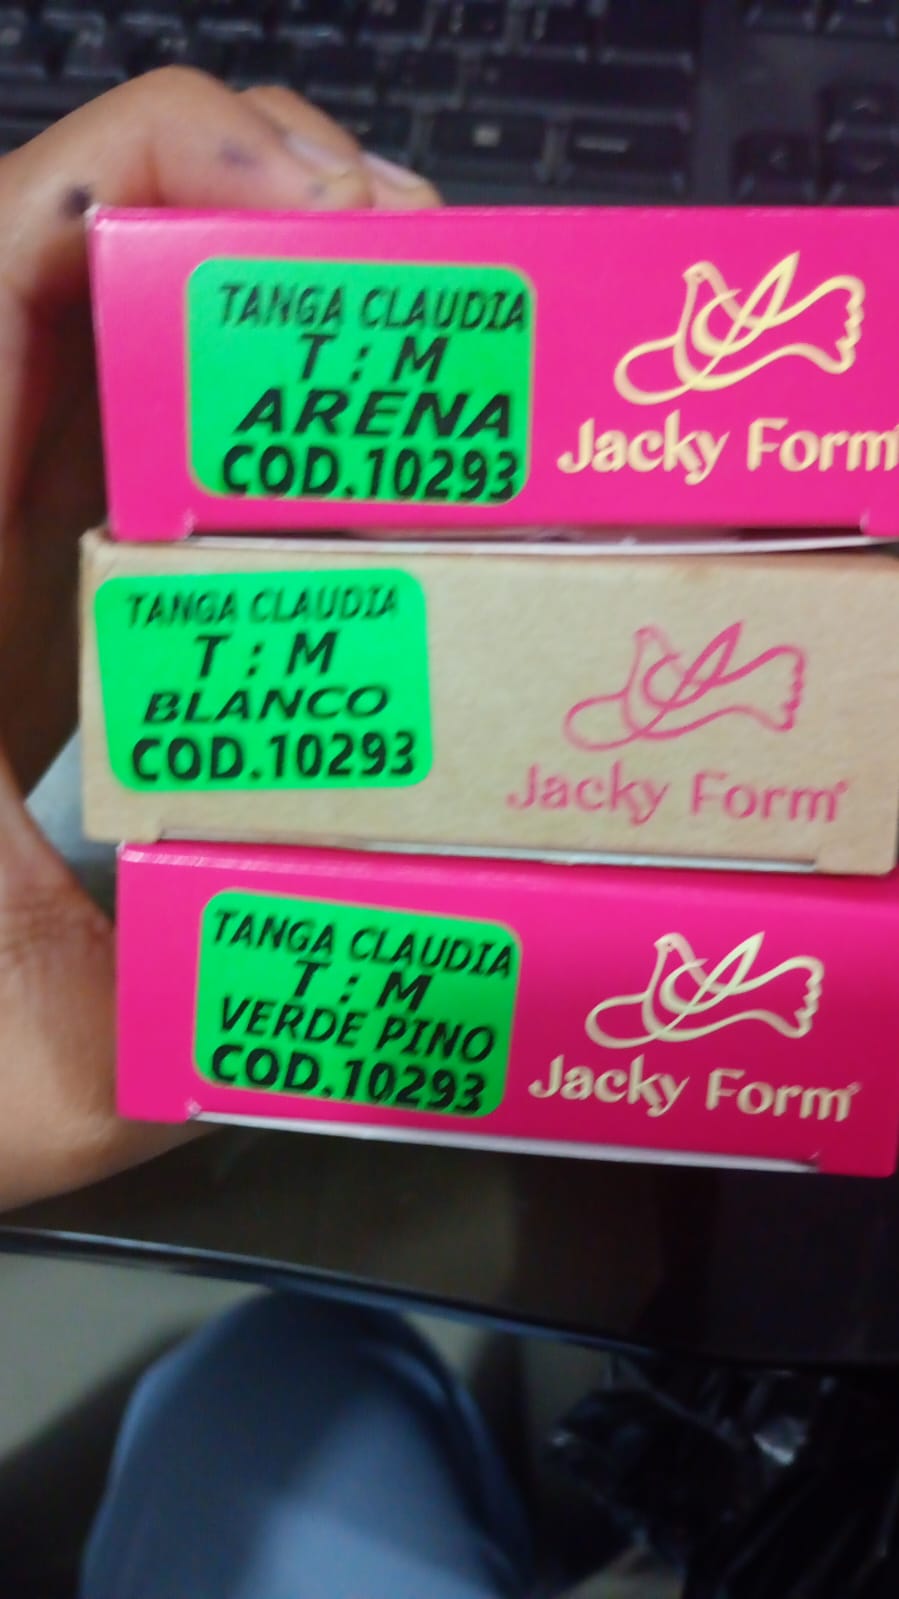 TANGA CLAUDIA
T : M
ARENA
COD.10293
Jacky Form
TANGA CLAUDIA
T : M
BLANCO
COD.10293
Jacky Form
TANGA CLAUDIA
T : M
VERDE PINO
COD.10293
Jacky Form